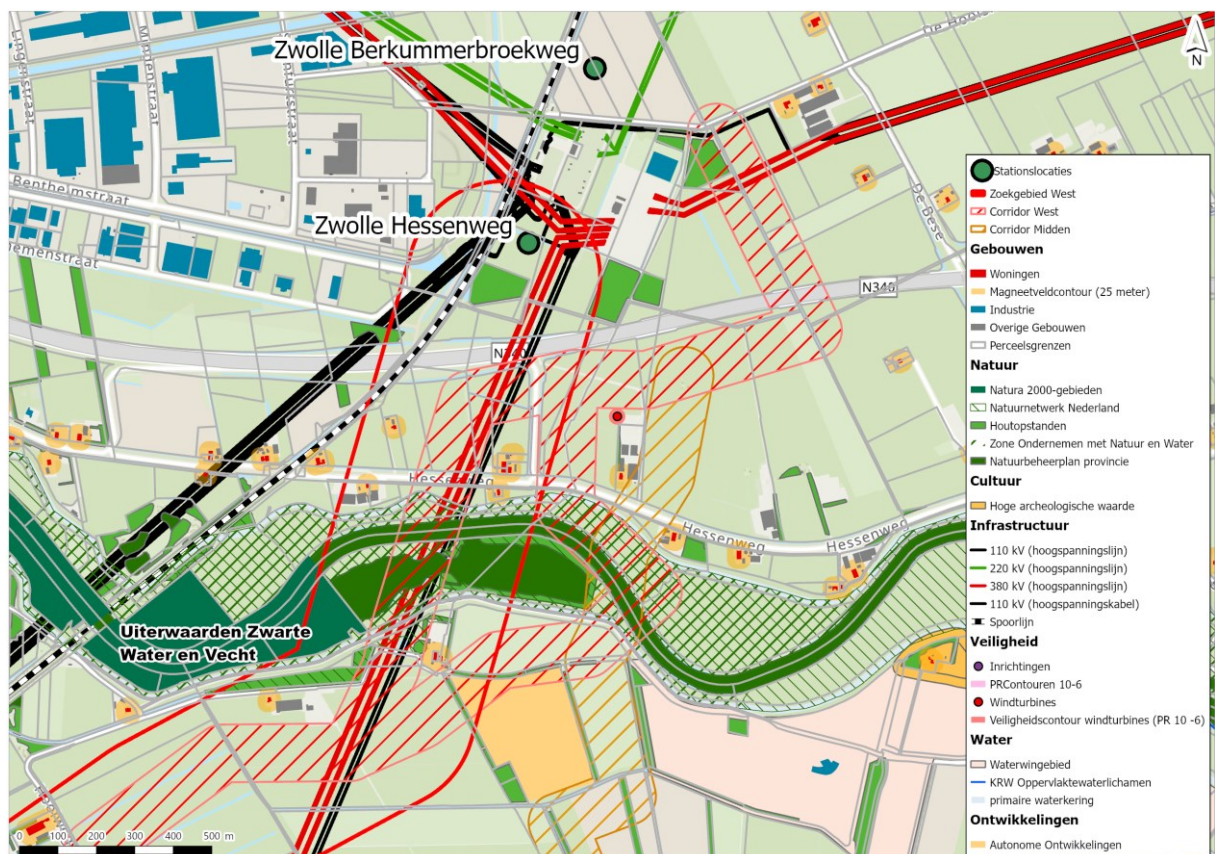 Lingenstraat
Mienenstraat
Zwolle Berkummerbroekweg
N
Benthelmstraat
De Bese
Zwolle Hessenweg
N340
N340
Hessenweg
Hessenweg
Hessenweg
Uiterwaarden Zwarte
Water en Vecht
0 100 200 300 400 500 m
Stationslocaties
Zoekgebied West
Corridor West
Corridor Midden
Gebouwen
Woningen
Magneetveldcontour (25 meter)
Industrie
Overige Gebouwen
Perceelsgrenzen
Natuur
Natura 2000-gebieden
Natuurnetwerk Nederland
Houtopstanden
Zone Ondernemen met Natuur en Water
Natuurbeheerplan provincie
Cultuur
Hoge archeologische waarde
Infrastructuur
110 kV (hoogspanningslijn)
220 kV (hoogspanningslijn)
380 kV (hoogspanningslijn)
110 kV (hoogspanningskabel)
Spoorlijn
Veiligheid
Inrichtingen
PRContouren 10-6
Windturbines
Veiligheidscontour windturbines (PR 10 -6)
Water
Waterwingebied
KRW Oppervlaktewaterlichamen
primaire waterkering
Ontwikkelingen
Autonome Ontwikkelingen